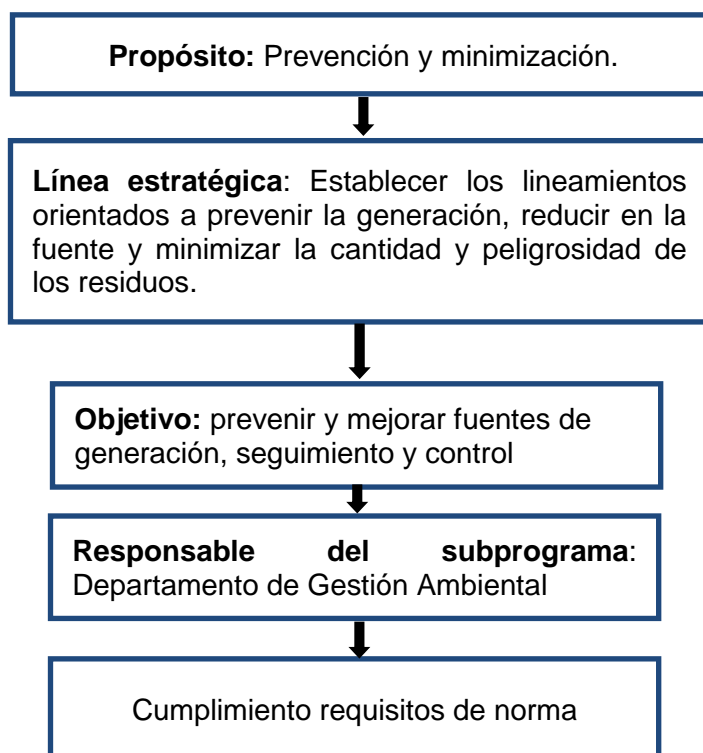 Propósito: Prevención y minimización.
Línea estratégica: Establecer los lineamientos
orientados a prevenir la generación, reducir en la
fuente y minimizar la cantidad y peligrosidad de
los residuos.
Objetivo: prevenir y mejorar fuentes de
generación, seguimiento y control
Responsable del subprograma:
Departamento de Gestión Ambiental
Cumplimiento requisitos de norma